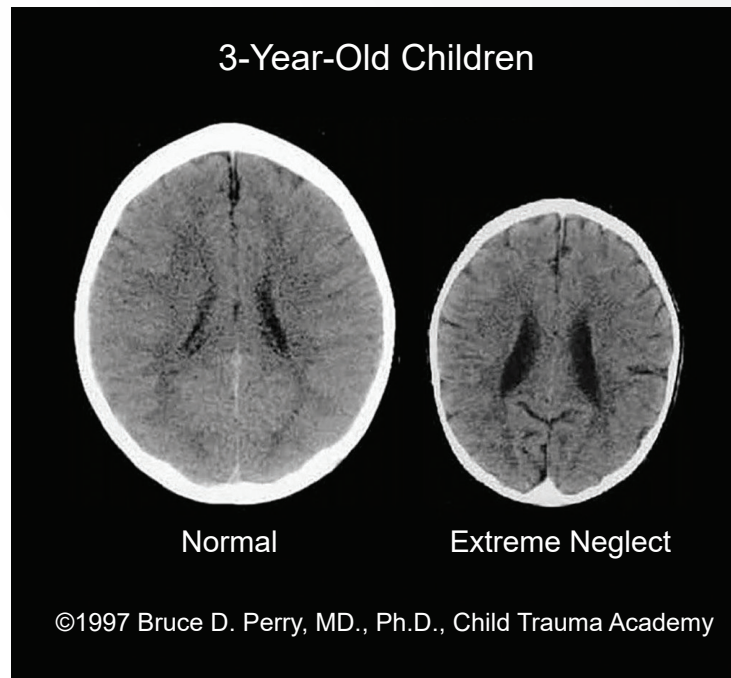 3-Year-Old Children
Normal
Extreme Neglect
©1997 Bruce D. Perry, MD., Ph.D., Child Trauma Academy